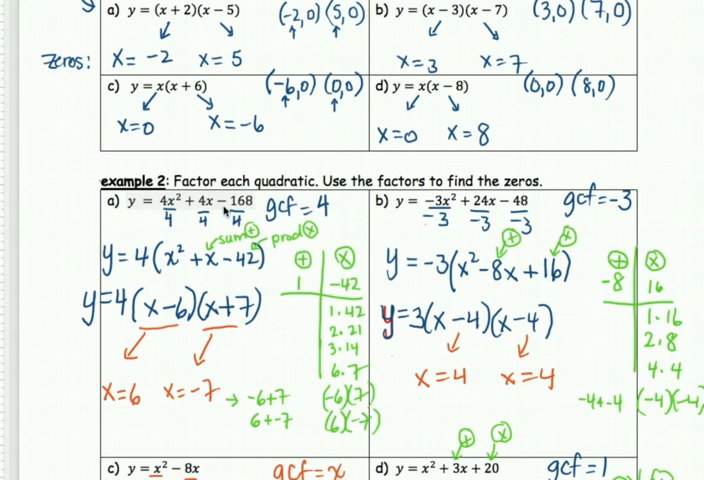 a) y = (x + 2)(x − 5) (-2,0) (5,0)
x = -2 x = 5
b) y = (x − 3)(x − 7) (3,0) (7,0)
x = 3 x = 7
Zeros:
c) y = x(x + 6) (-6,0) (0,0)
x = 0 x = -6
d) y = x(x − 8) (0,0) (8,0)
x = 0 x = 8
example 2: Factor each quadratic. Use the factors to find the zeros.
a) y = 4x² + 4x − 168 gcf = 4
4 4 4
sum + prod x
y = 4(x² + x - 42)
+ x
1 -42
y = 4(x-6)(x+7)
1·42
2·21
3·14
6·7
x = 6 x = -7
-6+7 (-6)(7)
6+-7 (6)(-7)
b) y = −3x² + 24x − 48 gcf = -3
-3 -3 -3
+ x
y = -3(x² - 8x + 16)
+ x
-8 16
y = 3(x-4)(x-4)
1·16
2·8
4·4
x = 4 x = 4
-4+-4 (-4)(-4)
c) y = x² − 8x gcf = x
+ x
d) y = x² + 3x + 20 gcf = 1